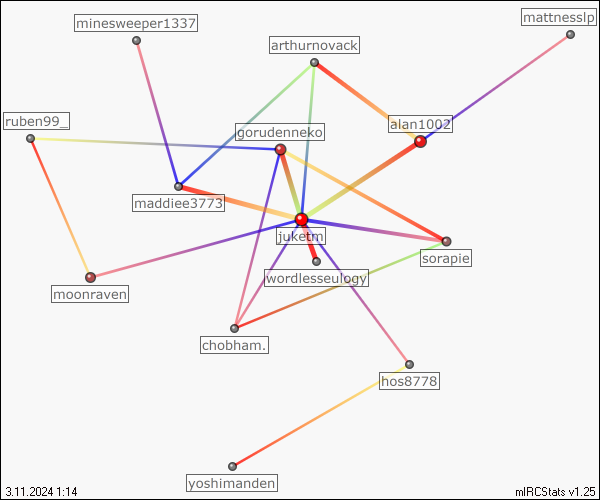 minesweeper1337
mattnesslp
arthurnovack
ruben99_
alan1002
gorudenneko
maddiee3773
juketm
sorapie
wordlesseulogy
moonraven
chobham.
hos8778
yoshimanden
3.11.2024 1:14
mIRCStats v1.25